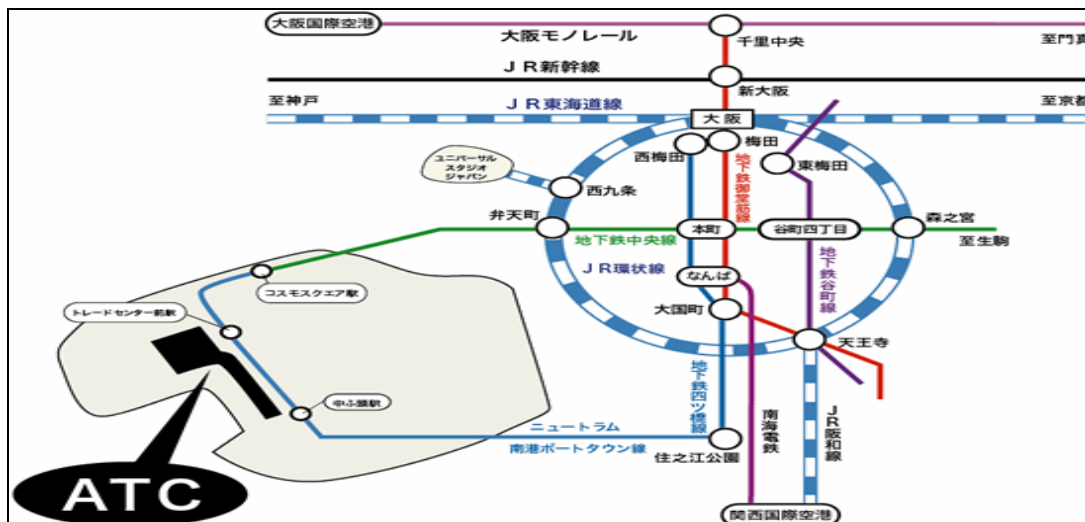 大阪国際空港
大阪モノレール
千里中央
至門真
JR新幹線
新大阪
至神戸
JR東海道線
至京都
大阪
西梅田
梅田
東梅田
ユニバーサル
スタジオ
ジャパン
西九条
地下鉄御堂筋線
弁天町
本町
谷町四丁目
森之宮
地下鉄中央線
至生駒
JR環状線
なんば
地下鉄谷町線
コスモスクエア駅
トレードセンター前駅
大国町
天王寺
中ふ頭駅
地下鉄四ツ橋線
ニュートラム
南港ポートタウン線
住之江公園
南海電鉄
JR阪和線
ATC
関西国際空港